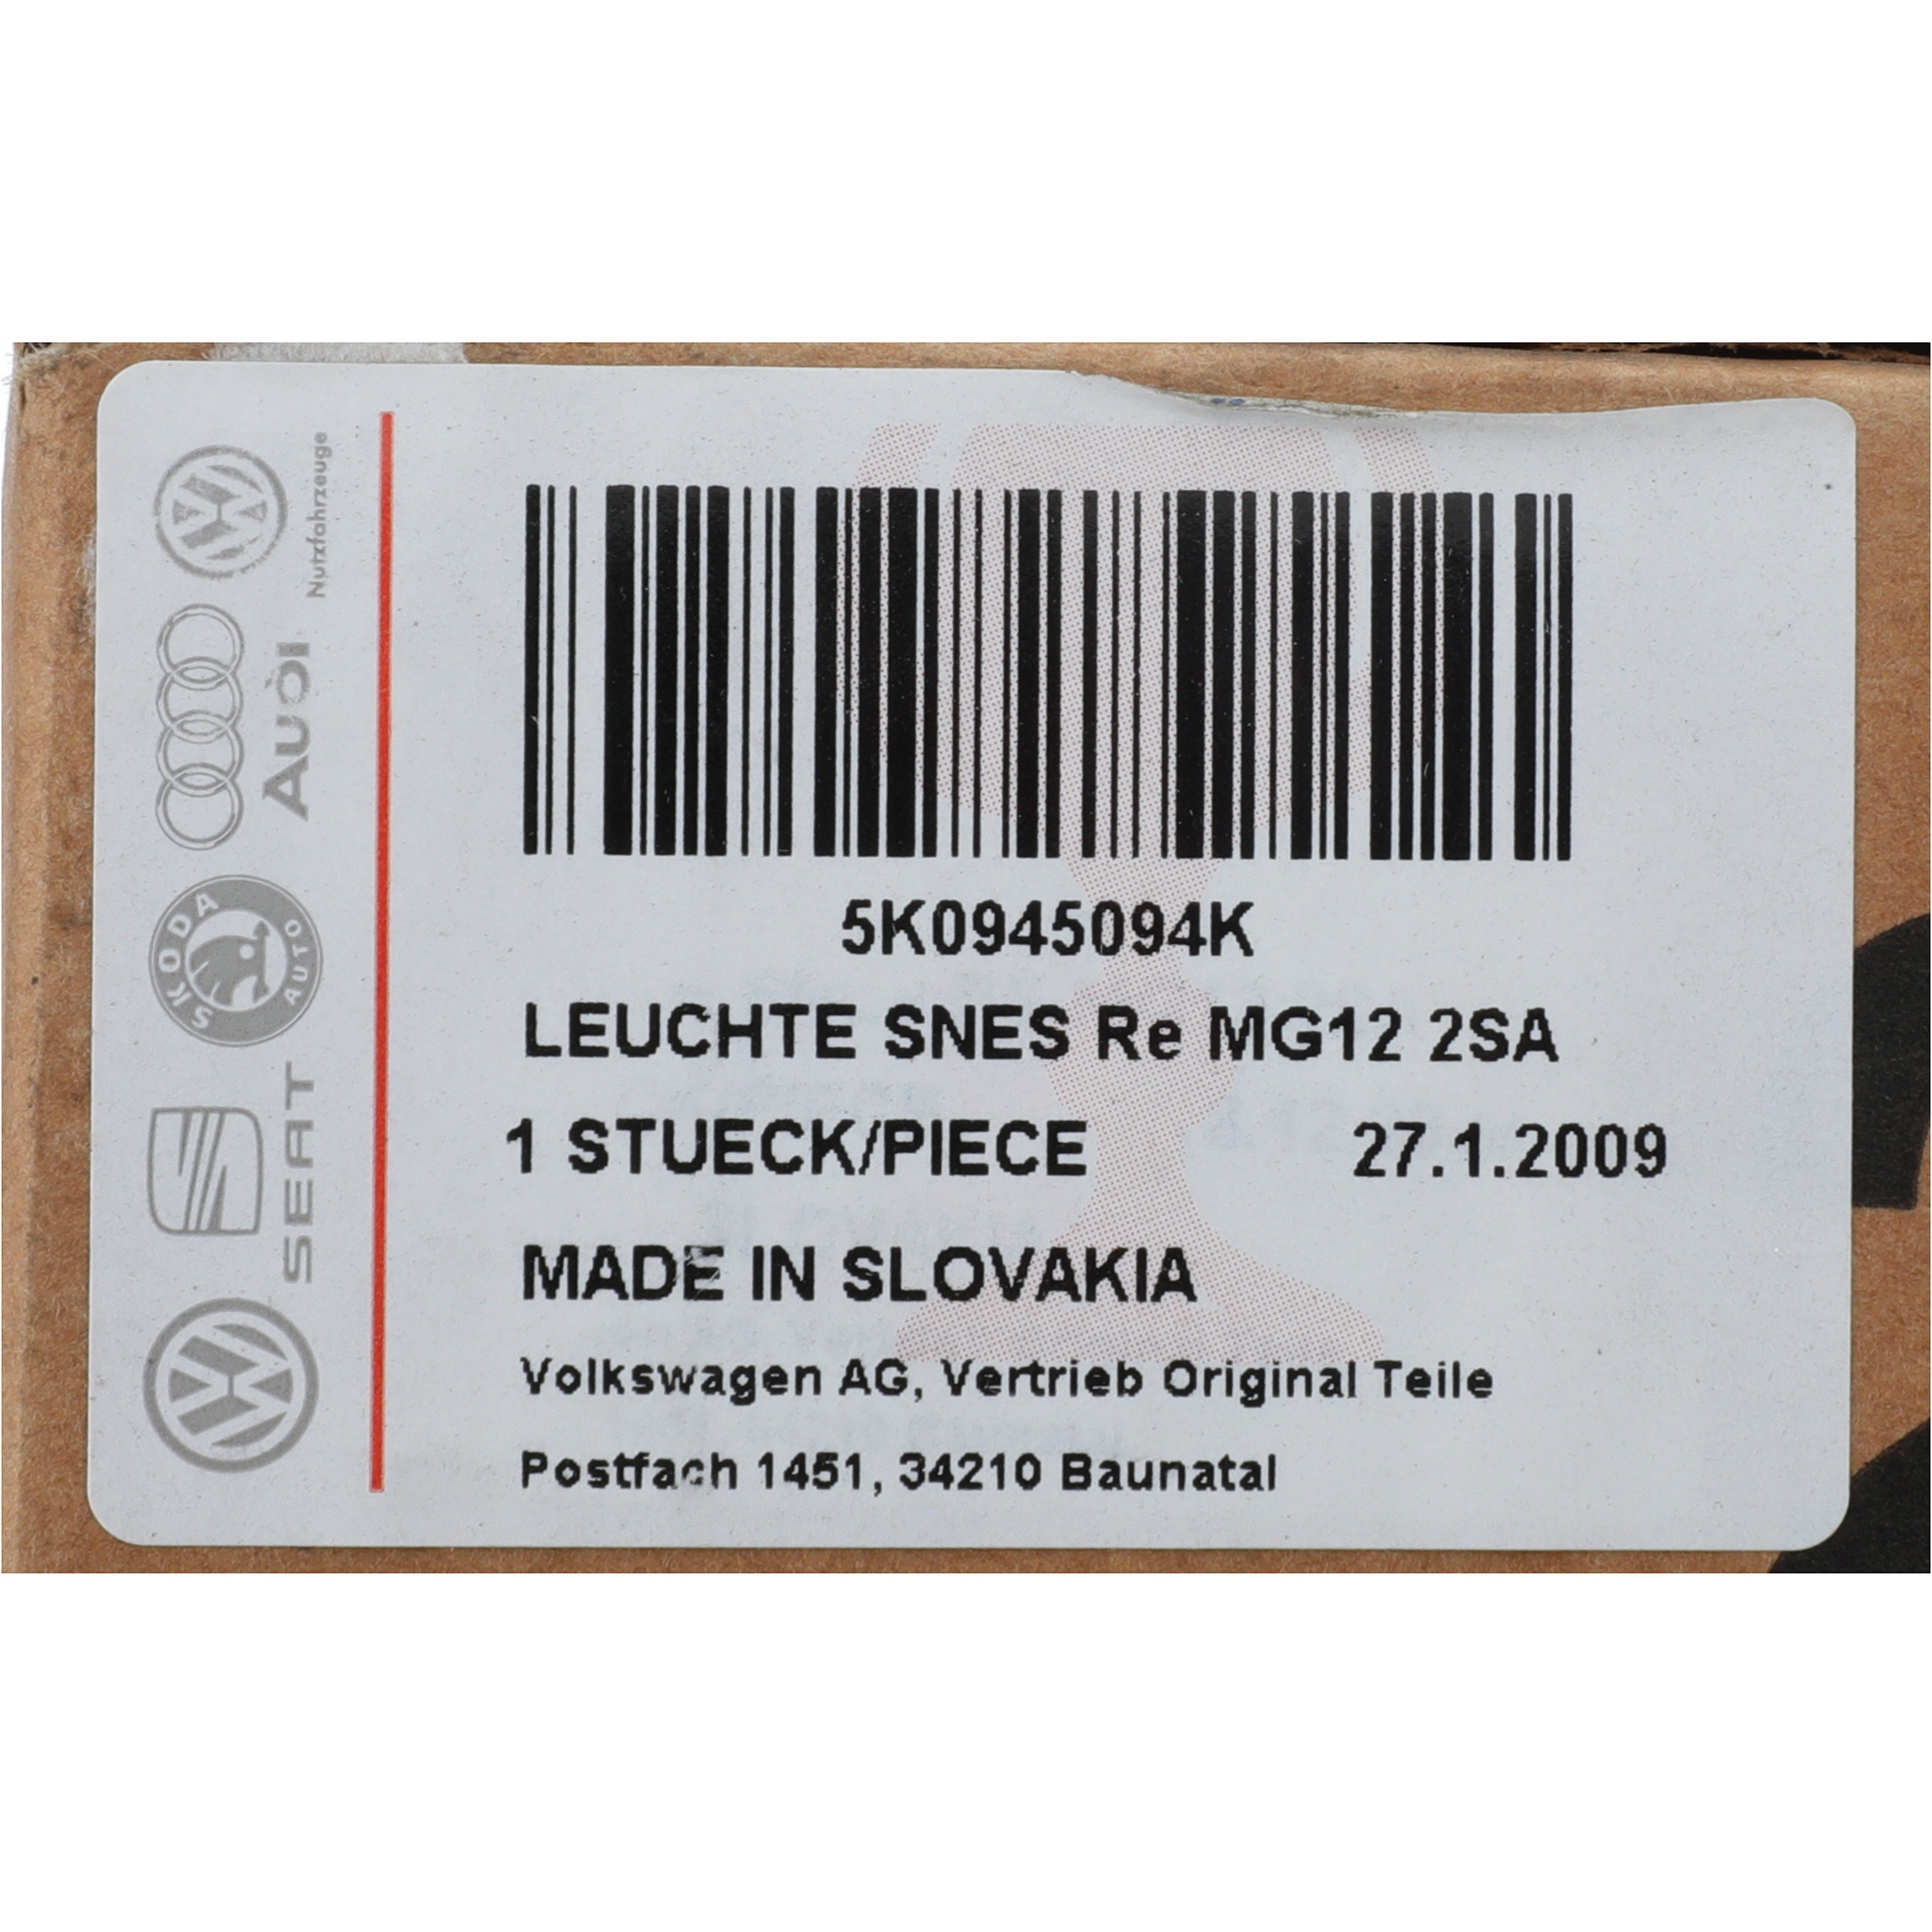 Nutzfahrzeuge
Audi
SKODA
AUTO
SEAT
5K0945094K
LEUCHTE SNES Re MG12 2SA
1 STUECK/PIECE 27.1.2009
MADE IN SLOVAKIA
Volkswagen AG, Vertrieb Original Teile
Postfach 1451, 34210 Baunatal